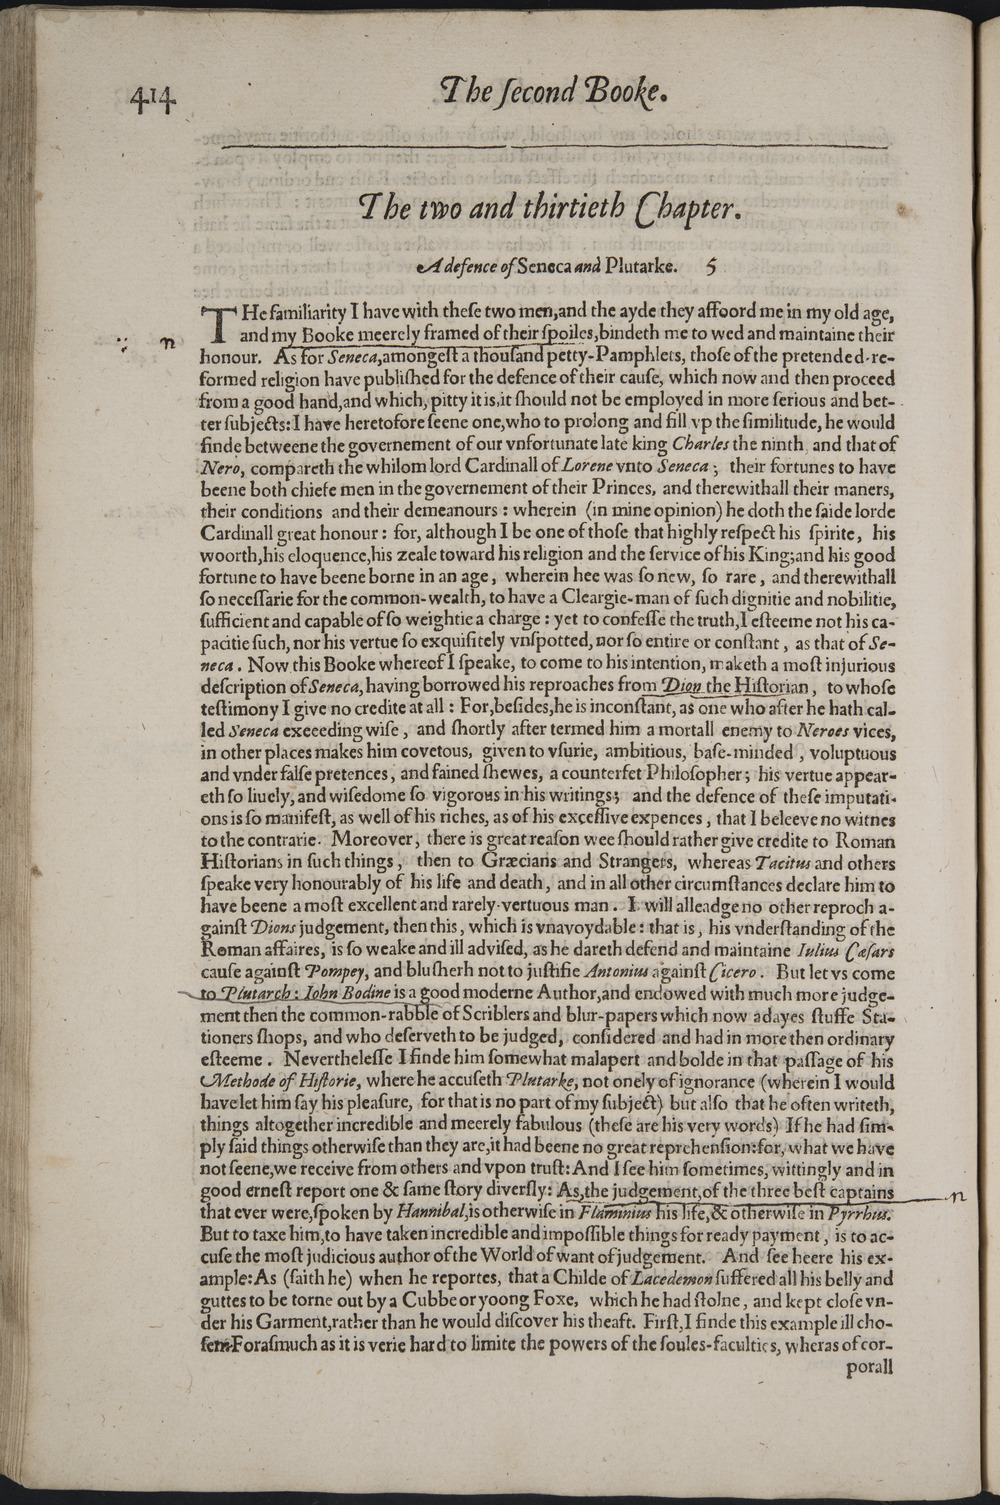 414
The ſecond Booke.
The two and thirtieth Chapter.
A defence of Seneca and Plutarke. 5
THe familiarity I have with theſe two men,and the ayde they affoord me in my old age,
and my Booke meerely framed of their ſpoiles,bindeth me to wed and maintaine their
n
honour. As for Seneca,amongeſt a thouſand petty-Pamphlets, thoſe of the pretended-re-
formed religion have publiſhed for the defence of their cauſe, which now and then proceed
from a good hand,and which, pitty it is,it ſhould not be employed in more ſerious and bet-
ter ſubjects: I have heretofore ſeene one,who to prolong and fill vp the ſimilitude, he would
finde betweene the governement of our vnfortunate late king Charles the ninth and that of
Nero, compareth the whilom lord Cardinall of Lorene vnto Seneca; their fortunes to have
beene both chiefe men in the governement of their Princes, and therewithall their maners,
their conditions and their demeanours: wherein (in mine opinion) he doth the ſaide lorde
Cardinall great honour: for, although I be one of thoſe that highly reſpect his ſpirite, his
woorth,his eloquence,his zeale toward his religion and the ſervice of his King;and his good
fortune to have beene borne in an age, wherein hee was ſo new, ſo rare, and therewithall
ſo neceſſarie for the common-wealth, to have a Cleargie-man of ſuch dignitie and nobilitie,
ſufficient and capable of ſo weightie a charge: yet to confeſſe the truth,I eſteeme not his ca-
pacitie ſuch, nor his vertue ſo exquiſitely vnſpotted, nor ſo entire or conſtant, as that of Se-
neca. Now this Booke whereof I ſpeake, to come to his intention, maketh a moſt injurious
deſcription of Seneca, having borrowed his reproaches from Dion the Hiſtorian, to whoſe
teſtimony I give no credite at all: For,beſides,he is inconſtant, as one who after he hath cal-
led Seneca exceeding wiſe, and ſhortly after termed him a mortall enemy to Neroes vices,
in other places makes him covetous, given to vſurie, ambitious, baſe-minded, voluptuous
and vnder falſe pretences, and fained ſhewes, a counterfet Philoſopher; his vertue appear-
eth ſo liuely, and wiſedome ſo vigorous in his writings; and the defence of theſe imputati-
ons is ſo manifeſt, as well of his riches, as of his exceſſive expences, that I beleeve no witnes
to the contrarie. Moreover, there is great reaſon wee ſhould rather give credite to Roman
Hiſtorians in ſuch things, then to Græcians and Strangers, whereas Tacitus and others
ſpeake very honourably of his life and death, and in all other circumſtances declare him to
have beene a moſt excellent and rarely-vertuous man. I will alleadge no other reproch a-
gainſt Dions judgement, then this, which is vnavoydable: that is, his vnderſtanding of the
Roman affaires, is ſo weake and ill adviſed, as he dareth defend and maintaine Iulius Cæſars
cauſe againſt Pompey, and bluſherh not to juſtifie Antonius againſt Cicero. But let vs come
to Plutarch: Iohn Bodine is a good moderne Author,and endowed with much more judge-
ment then the common-rabble of Scriblers and blur-papers which now adayes ſtuffe Sta-
tioners ſhops, and who deſerveth to be judged, conſidered and had in more then ordinary
eſteeme. Nevertheleſſe I finde him ſomewhat malapert and bolde in that paſſage of his
Methode of Hiſtorie, where he accuſeth Plutarke, not onely of ignorance (wherein I would
have let him ſay his pleaſure, for that is no part of my ſubject) but alſo that he often writeth,
things altogether incredible and meerely fabulous (theſe are his very words) If he had ſim-
ply ſaid things otherwiſe than they are,it had beene no great reprehenſion:for, what we have
not ſeene,we receive from others and vpon truſt: And I ſee him ſometimes, wittingly and in
good erneſt report one & ſame ſtory diverſly: As,the judgement,of the three beſt captains
n
that ever were,ſpoken by Hannibal,is otherwiſe in Flaminius his life,& otherwiſe in Pyrrhus.
But to taxe him,to have taken incredible and impoſſible things for ready payment, is to ac-
cuſe the moſt judicious author of the World of want of judgement. And ſee heere his ex-
ample: As (ſaith he) when he reportes, that a Childe of Lacedemon ſuffered all his belly and
guttes to be torne out by a Cubbe or yoong Foxe, which he had ſtolne, and kept cloſe vn-
der his Garment,rather than he would diſcover his theaft. Firſt,I finde this example ill cho-
ſen:Foraſmuch as it is verie hard to limite the powers of the ſoules-faculties, wheras of cor-
porall